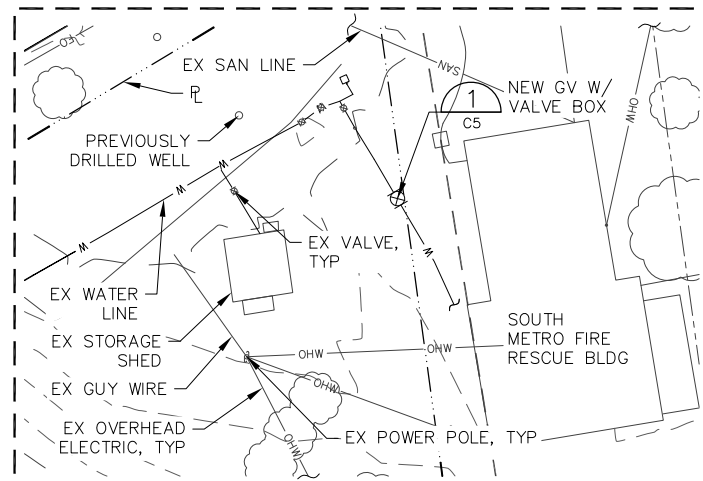 EX SAN LINE
SAN
NEW GV W/
VALVE BOX
1
C5
OHW
PL
PREVIOUSLY
DRILLED WELL
W
W
W
W
EX VALVE,
TYP
EX WATER
LINE
EX STORAGE
SHED
EX GUY WIRE
EX OVERHEAD
ELECTRIC, TYP
OHW
OHW
OHW
OHW
SOUTH
METRO FIRE
RESCUE BLDG
EX POWER POLE, TYP